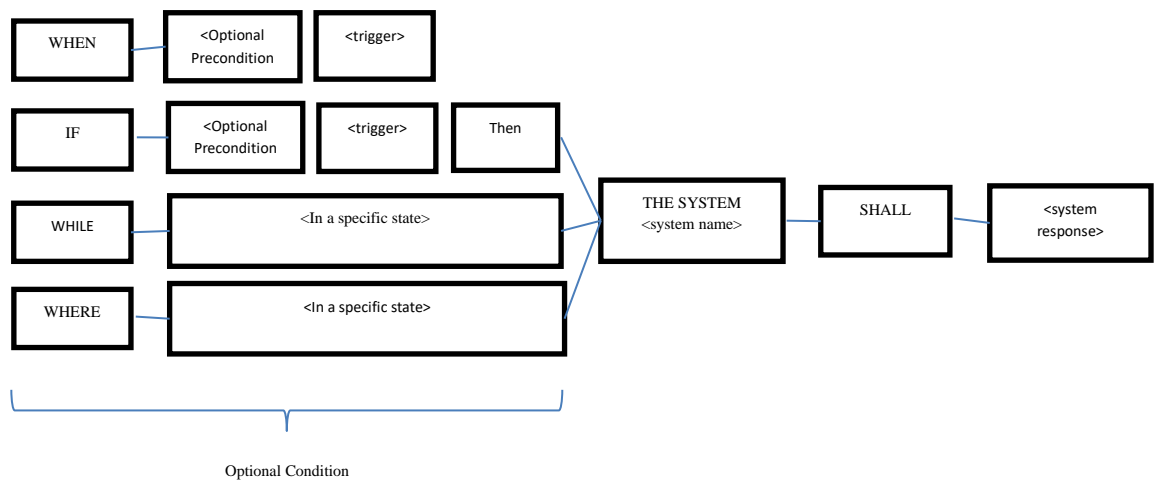 WHEN
<Optional
Precondition
<trigger>
IF
<Optional
Precondition
<trigger>
Then
WHILE
<In a specific state>
WHERE
<In a specific state>
THE SYSTEM
<system name>
SHALL
<system
response>
Optional Condition